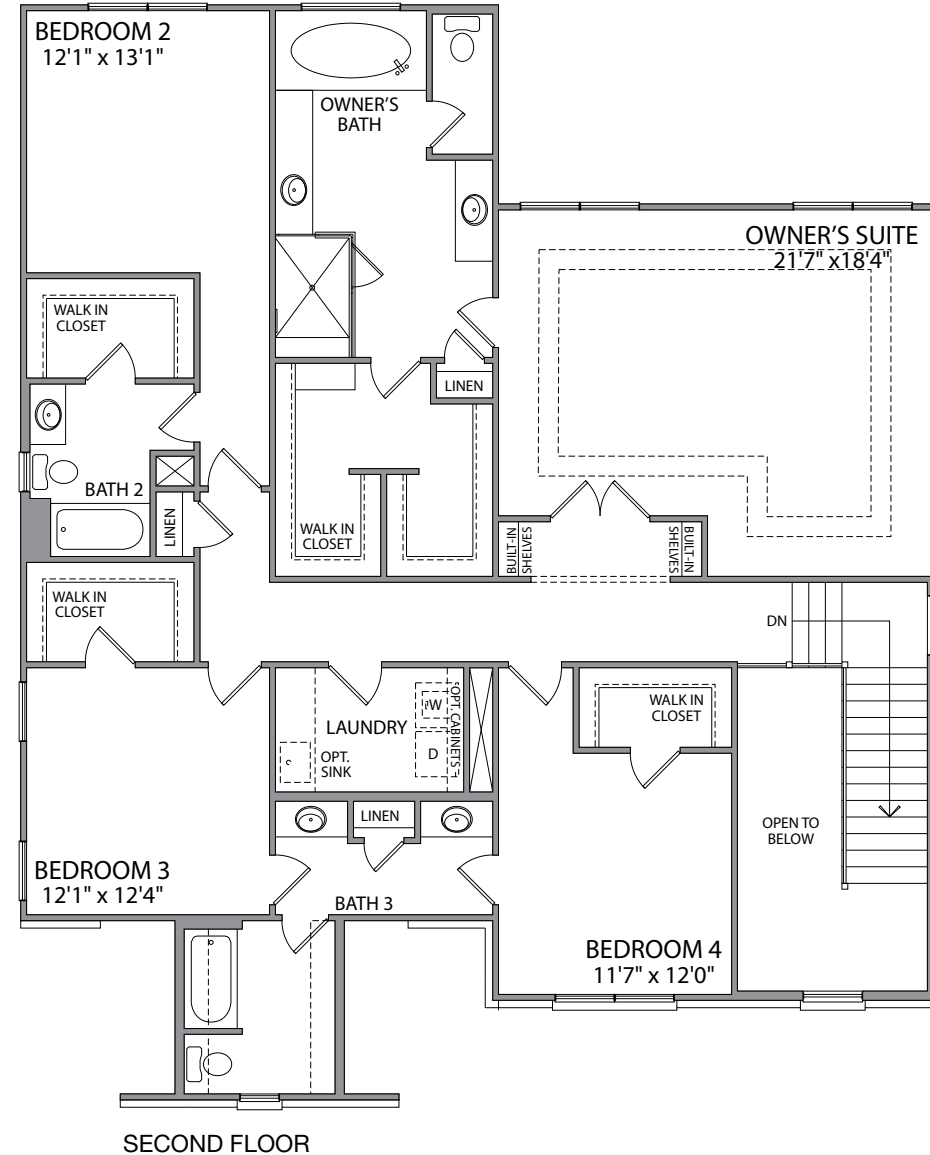 BEDROOM 2
12'1" x 13'1"
OWNER'S
BATH
OWNER'S SUITE
21'7" x18'4"
WALK IN
CLOSET
LINEN
BATH 2
LINEN
WALK IN
CLOSET
BUILT-IN
SHELVES
BUILT-IN
SHELVES
WALK IN
CLOSET
DN
LAUNDRY
W
D
OPT. CABINETS
OPT.
SINK
WALK IN
CLOSET
LINEN
OPEN TO
BELOW
BEDROOM 3
12'1" x 12'4"
BATH 3
BEDROOM 4
11'7" x 12'0"
SECOND FLOOR